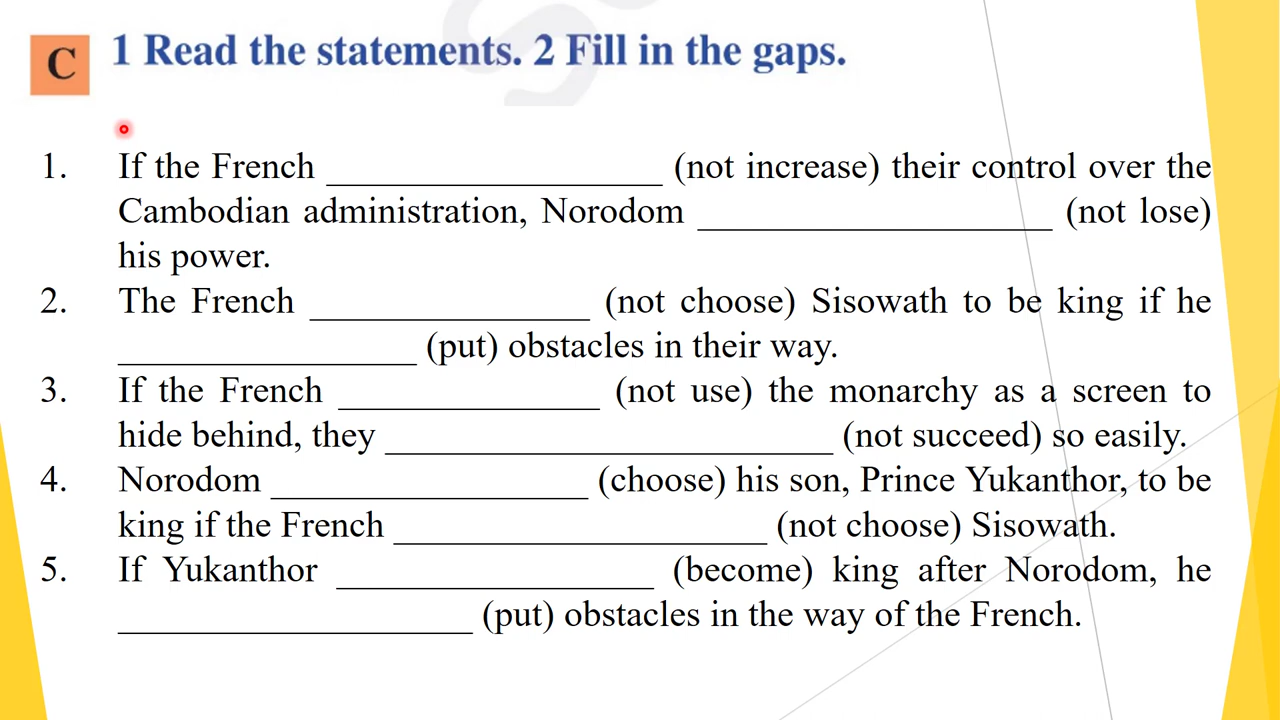 C 1 Read the statements. 2 Fill in the gaps.
1. If the French ________________ (not increase) their control over the
Cambodian administration, Norodom _________________ (not lose)
his power.
2. The French ______________ (not choose) Sisowath to be king if he
_______________ (put) obstacles in their way.
3. If the French _____________ (not use) the monarchy as a screen to
hide behind, they ______________________ (not succeed) so easily.
4. Norodom ________________ (choose) his son, Prince Yukanthor, to be
king if the French __________________ (not choose) Sisowath.
5. If Yukanthor ________________ (become) king after Norodom, he
_________________ (put) obstacles in the way of the French.